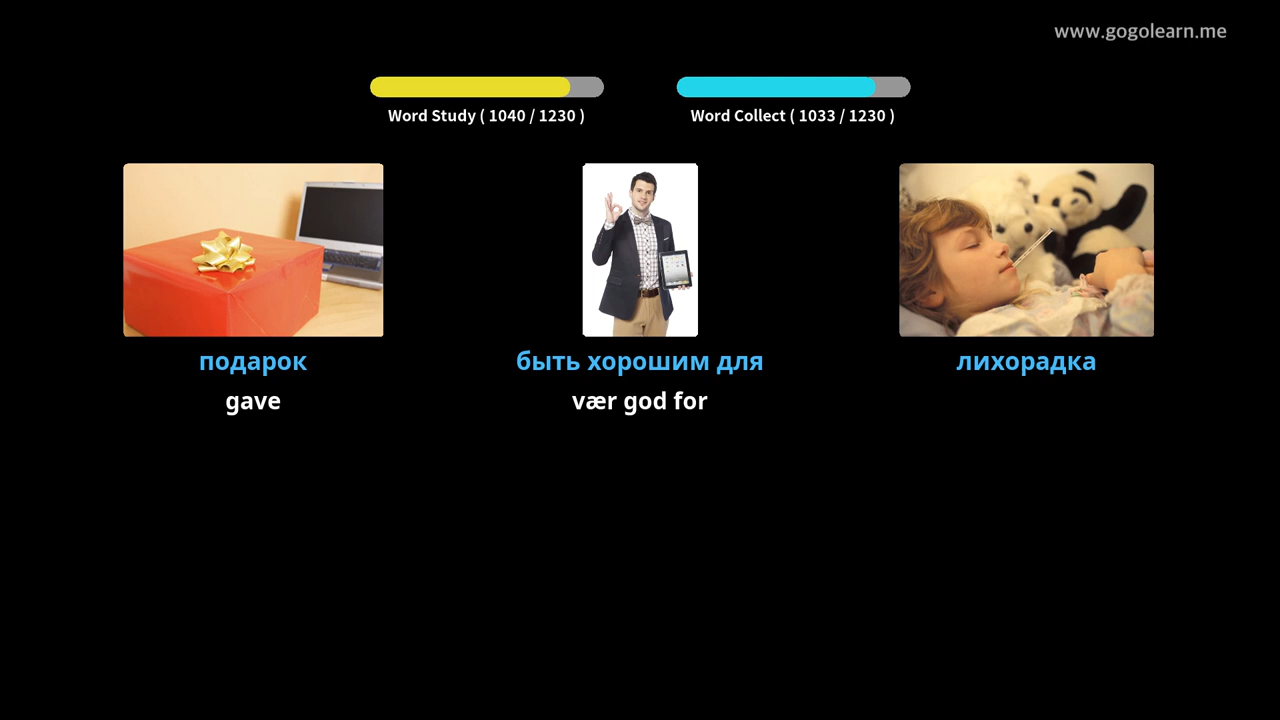 www.gogolearn.me
Word Study ( 1040 / 1230 )
Word Collect ( 1033 / 1230 )
подарок
быть хорошим для
лихорадка
gave
vær god for